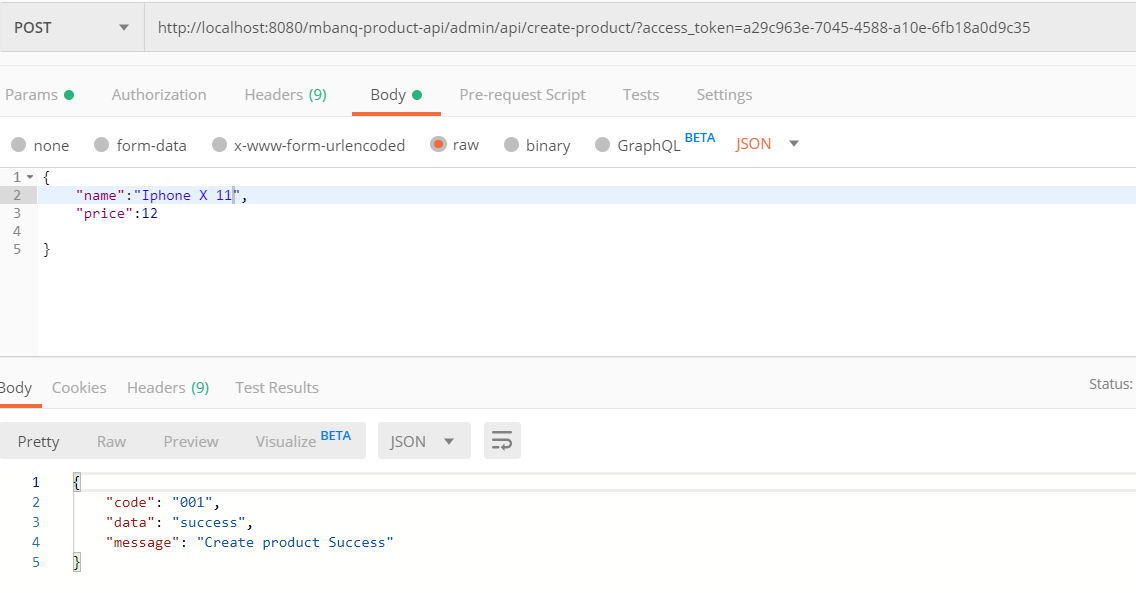 POST http://localhost:8080/mbanq-product-api/admin/api/create-product/?access_token=a29c963e-7045-4588-a10e-6fb18a0d9c35
Params Authorization Headers (9) Body Pre-request Script Tests Settings
none form-data x-www-form-urlencoded raw binary GraphQL BETA JSON
1 {
2 "name":"Iphone X 11",
3 "price":12
4
5 }
Body Cookies Headers (9) Test Results Status:
Pretty Raw Preview Visualize BETA JSON
1 {
2 "code": "001",
3 "data": "success",
4 "message": "Create product Success"
5 }